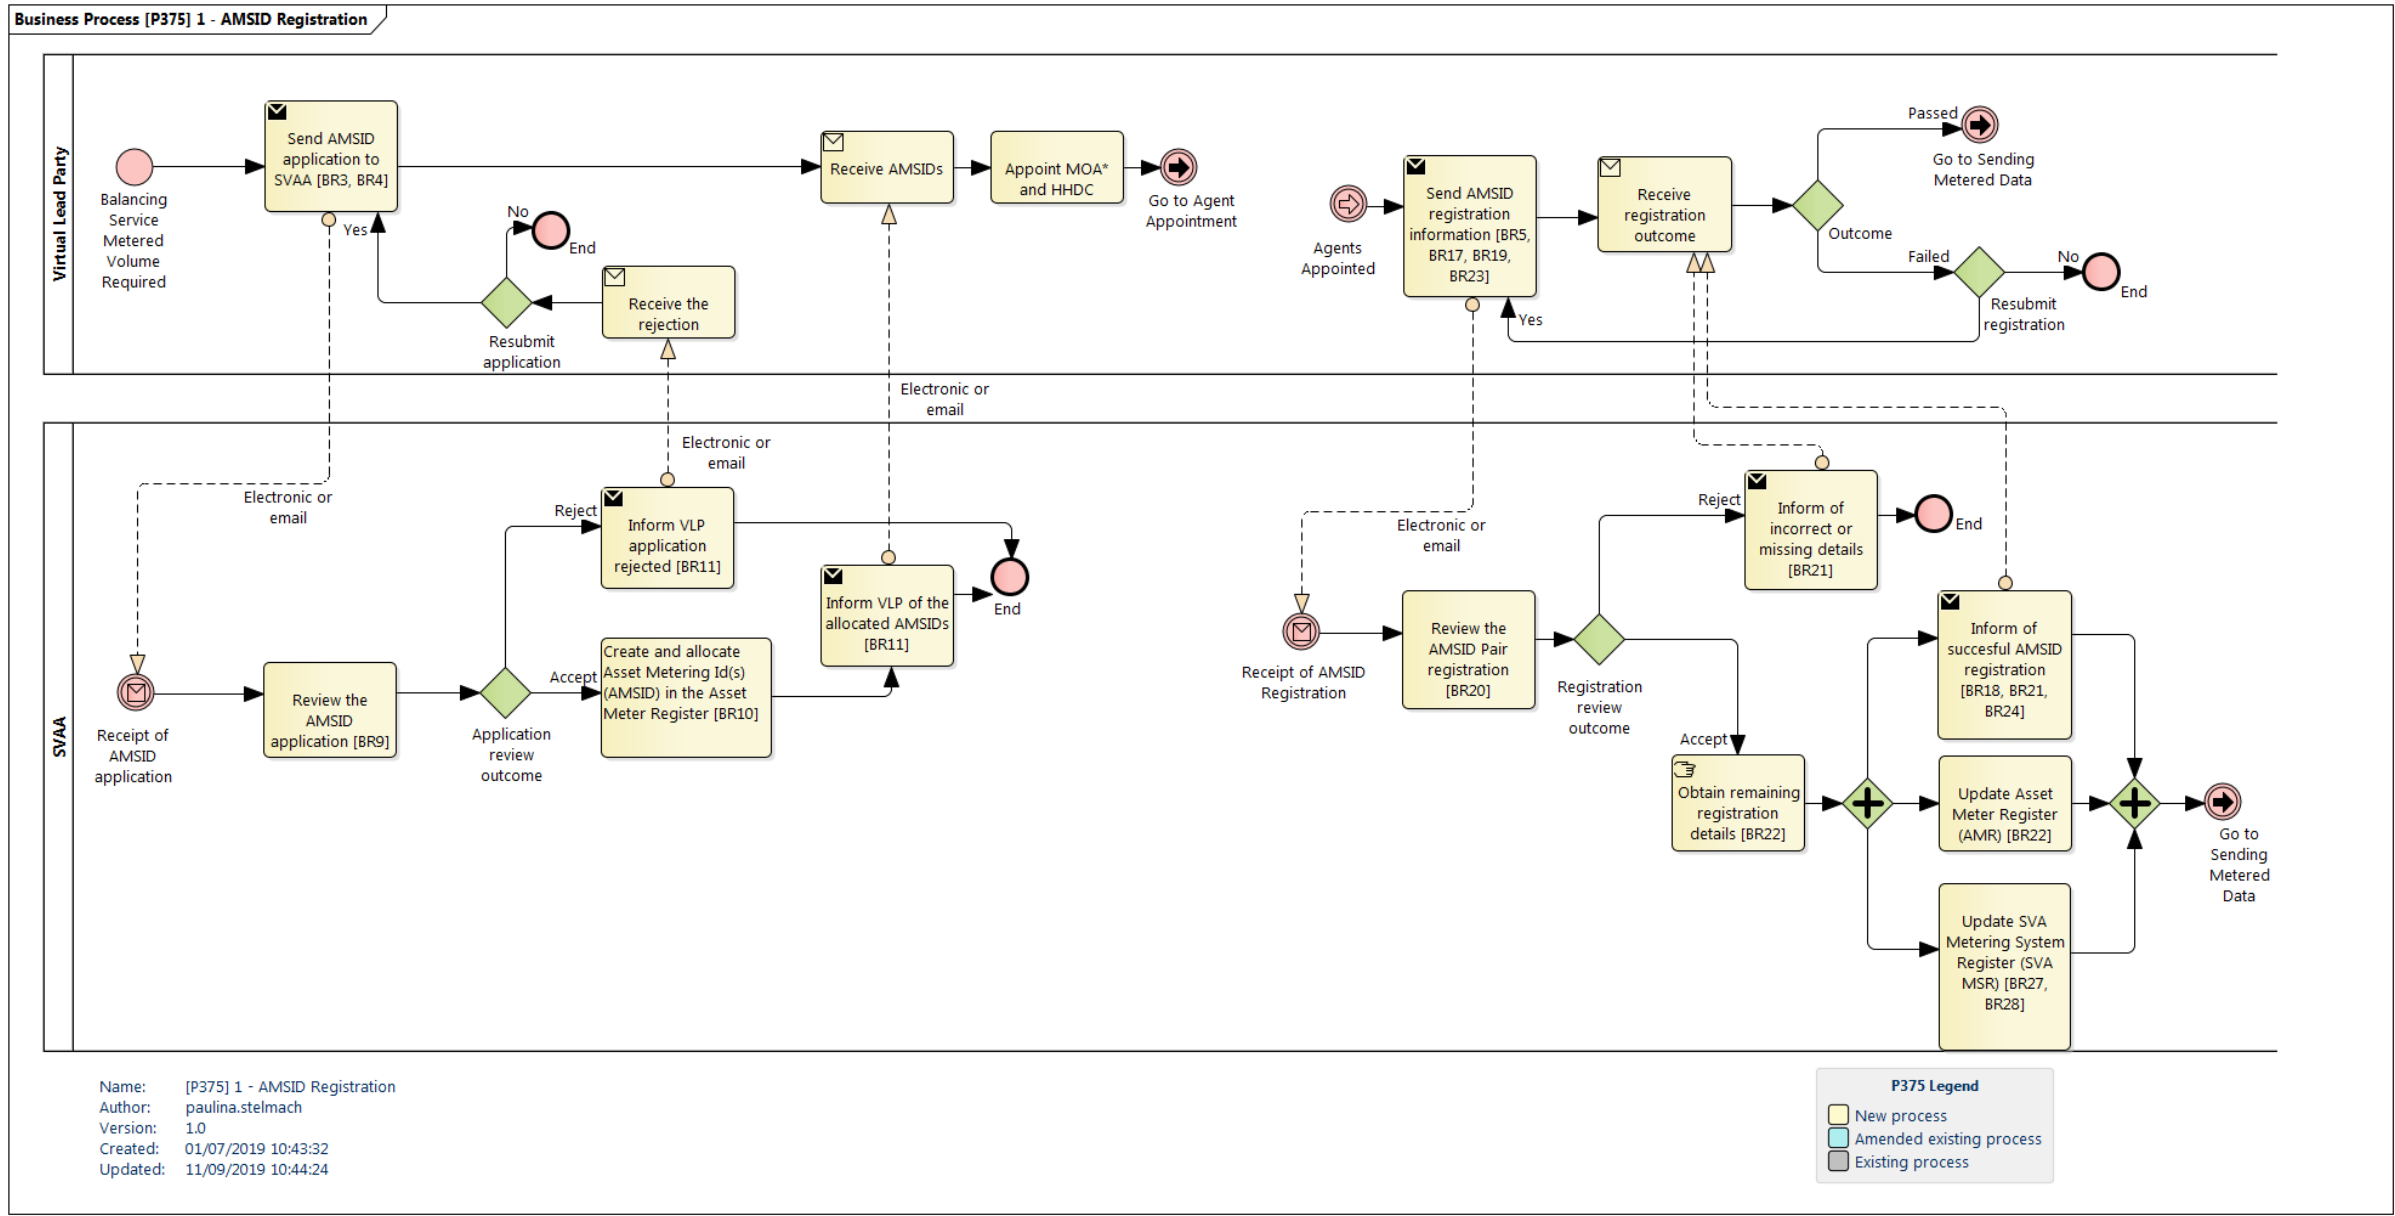 Business Process [P375] 1 - AMSID Registration
Virtual Lead Party
Balancing
Service
Metered
Volume
Required
Send AMSID
application to
SVAA [BR3, BR4]
Yes
No
End
Resubmit
application
Receive the
rejection
Receive AMSIDs
Appoint MOA*
and HHDC
Go to Agent
Appointment
Agents
Appointed
Send AMSID
registration
information [BR5,
BR17, BR19,
BR23]
Yes
Receive
registration
outcome
Outcome
Passed
Go to Sending
Metered Data
Failed
Resubmit
registration
No
End
Electronic or
email
Electronic or
email
Electronic or
email
Electronic or
email
SVAA
Receipt of
AMSID
application
Review the
AMSID
application [BR9]
Application
review
outcome
Reject
Inform VLP
application
rejected [BR11]
Accept
Create and allocate
Asset Metering Id(s)
(AMSID) in the Asset
Meter Register [BR10]
Inform VLP of the
allocated AMSIDs
[BR11]
End
Receipt of AMSID
Registration
Review the
AMSID Pair
registration
[BR20]
Registration
review
outcome
Reject
Inform of
incorrect or
missing details
[BR21]
End
Accept
Obtain remaining
registration
details [BR22]
Inform of
succesful AMSID
registration
[BR18, BR21,
BR24]
Update Asset
Meter Register
(AMR) [BR22]
Update SVA
Metering System
Register (SVA
MSR) [BR27,
BR28]
Go to
Sending
Metered
Data
Name: [P375] 1 - AMSID Registration
Author: paulina.stelmach
Version: 1.0
Created: 01/07/2019 10:43:32
Updated: 11/09/2019 10:44:24
P375 Legend
New process
Amended existing process
Existing process